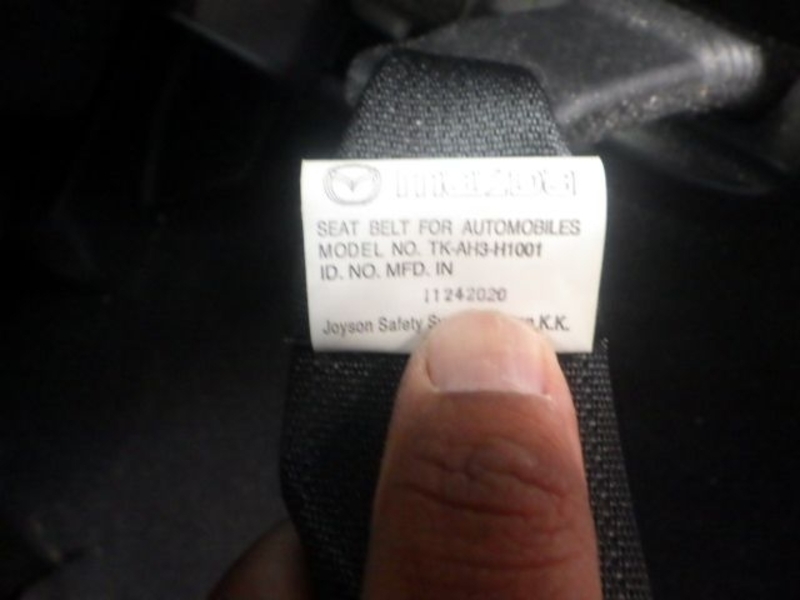 mazda
SEAT BELT FOR AUTOMOBILES
MODEL NO. TK-AH3-H1001
ID. NO. MFD. IN
11242020
Joyson Safety K.K.